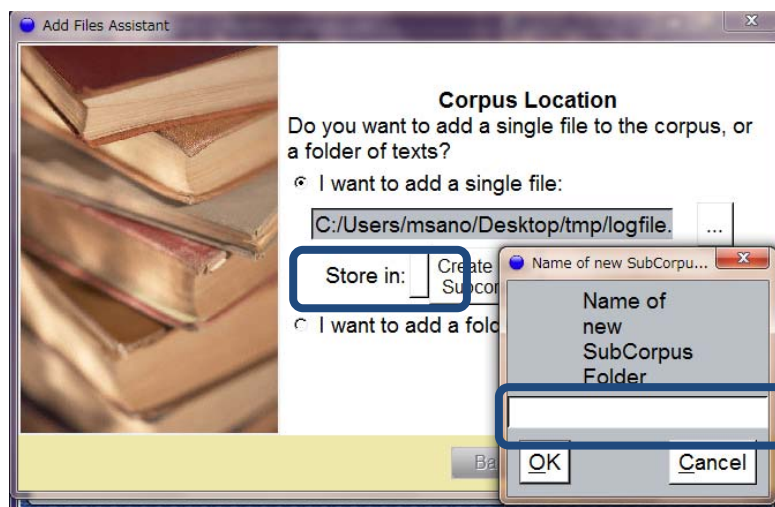 Add Files Assistant
Corpus Location
Do you want to add a single file to the corpus, or
a folder of texts?
I want to add a single file:
C:/Users/msano/Desktop/tmp/logfile.
...
Store in:
Create
I want to add a
Name of new SubCorpu...
Name of
new
SubCorpus
Folder
OK
Cancel